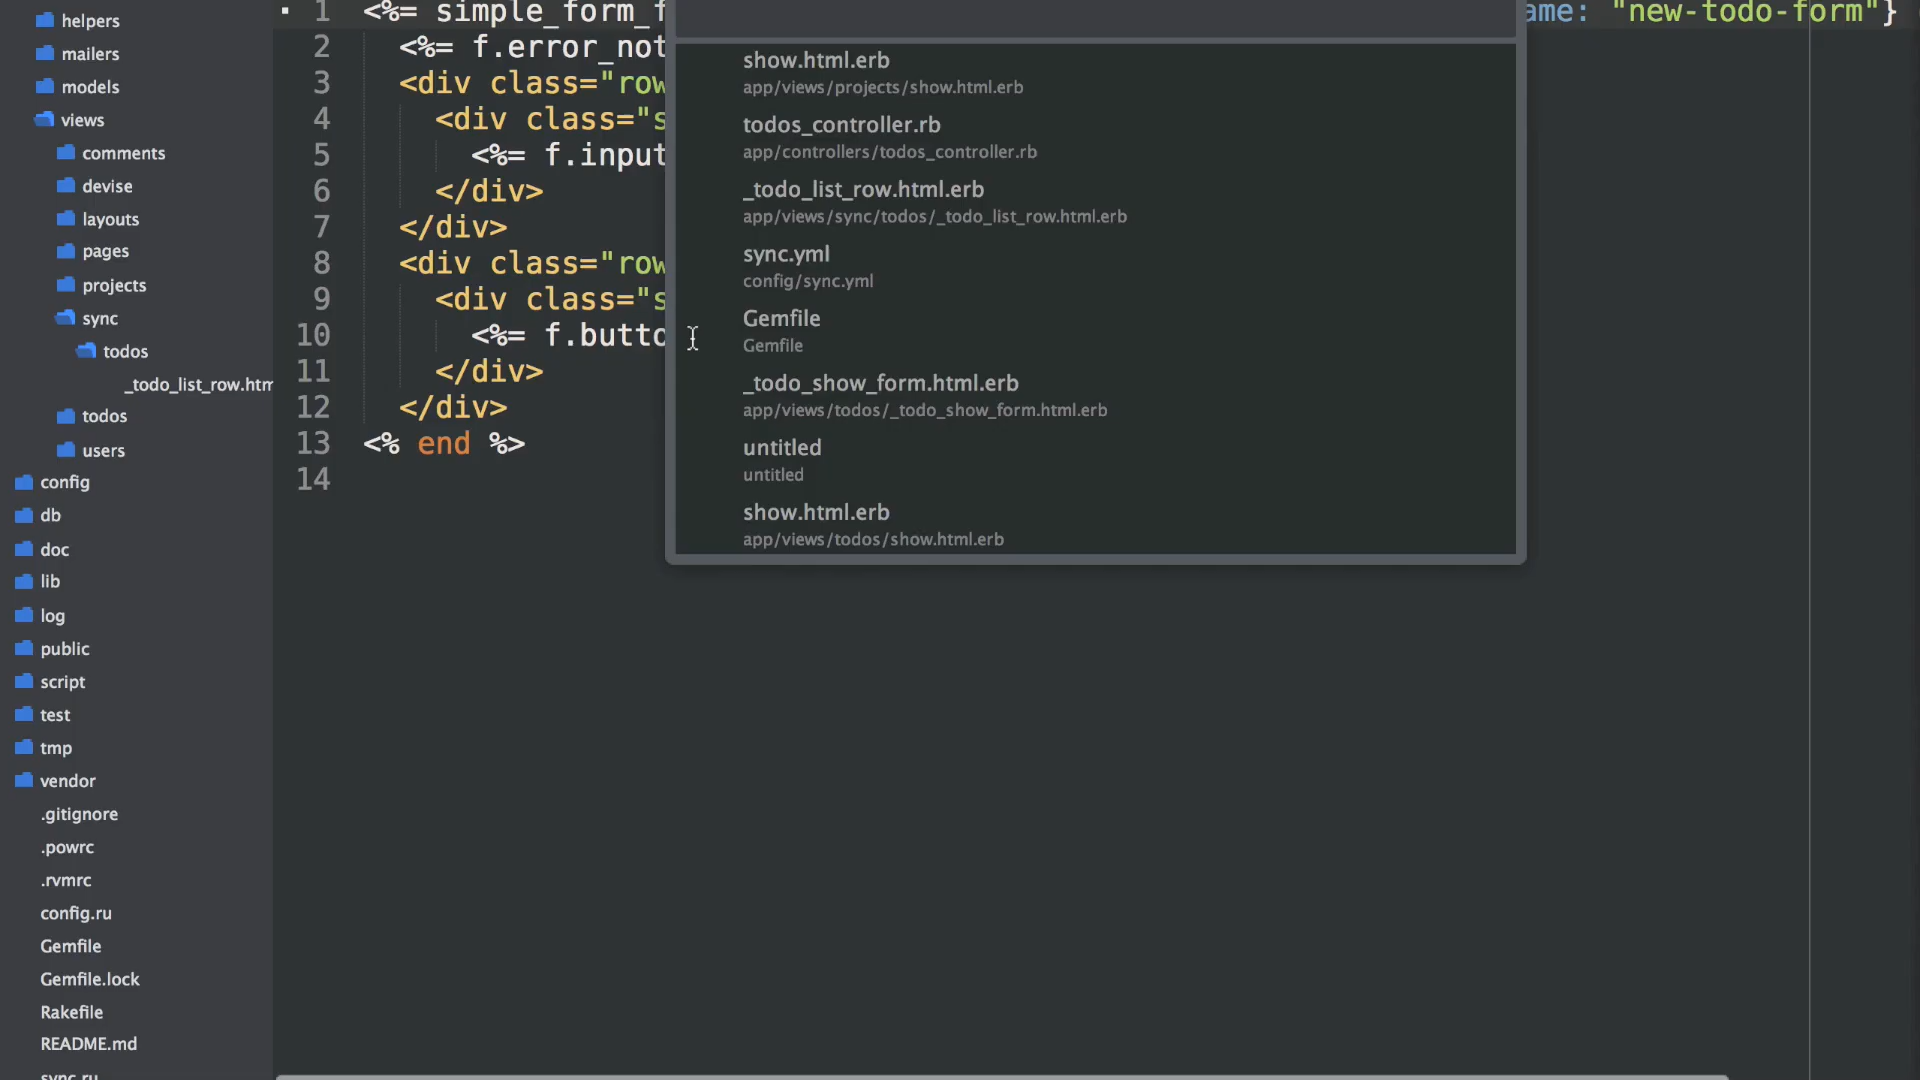 helpers
mailers
models
views
comments
devise
layouts
pages
projects
sync
todos
_todo_list_row.htm
todos
users
config
db
doc
lib
log
public
script
test
tmp
vendor
.gitignore
.powrc
.rvmrc
config.ru
Gemfile
Gemfile.lock
Rakefile
README.md
sync.ru
1 <%= simple_form_f
ame: "new-todo-form"}
2 <%= f.error_not
3 <div class="row
4 <div class="s
5 <%= f.input
6 </div>
7 </div>
8 <div class="row
9 <div class="s
10 <%= f.butto
11 </div>
12 </div>
13 <% end %>
14
show.html.erb
app/views/projects/show.html.erb
todos_controller.rb
app/controllers/todos_controller.rb
_todo_list_row.html.erb
app/views/sync/todos/_todo_list_row.html.erb
sync.yml
config/sync.yml
Gemfile
Gemfile
_todo_show_form.html.erb
app/views/todos/_todo_show_form.html.erb
untitled
untitled
show.html.erb
app/views/todos/show.html.erb